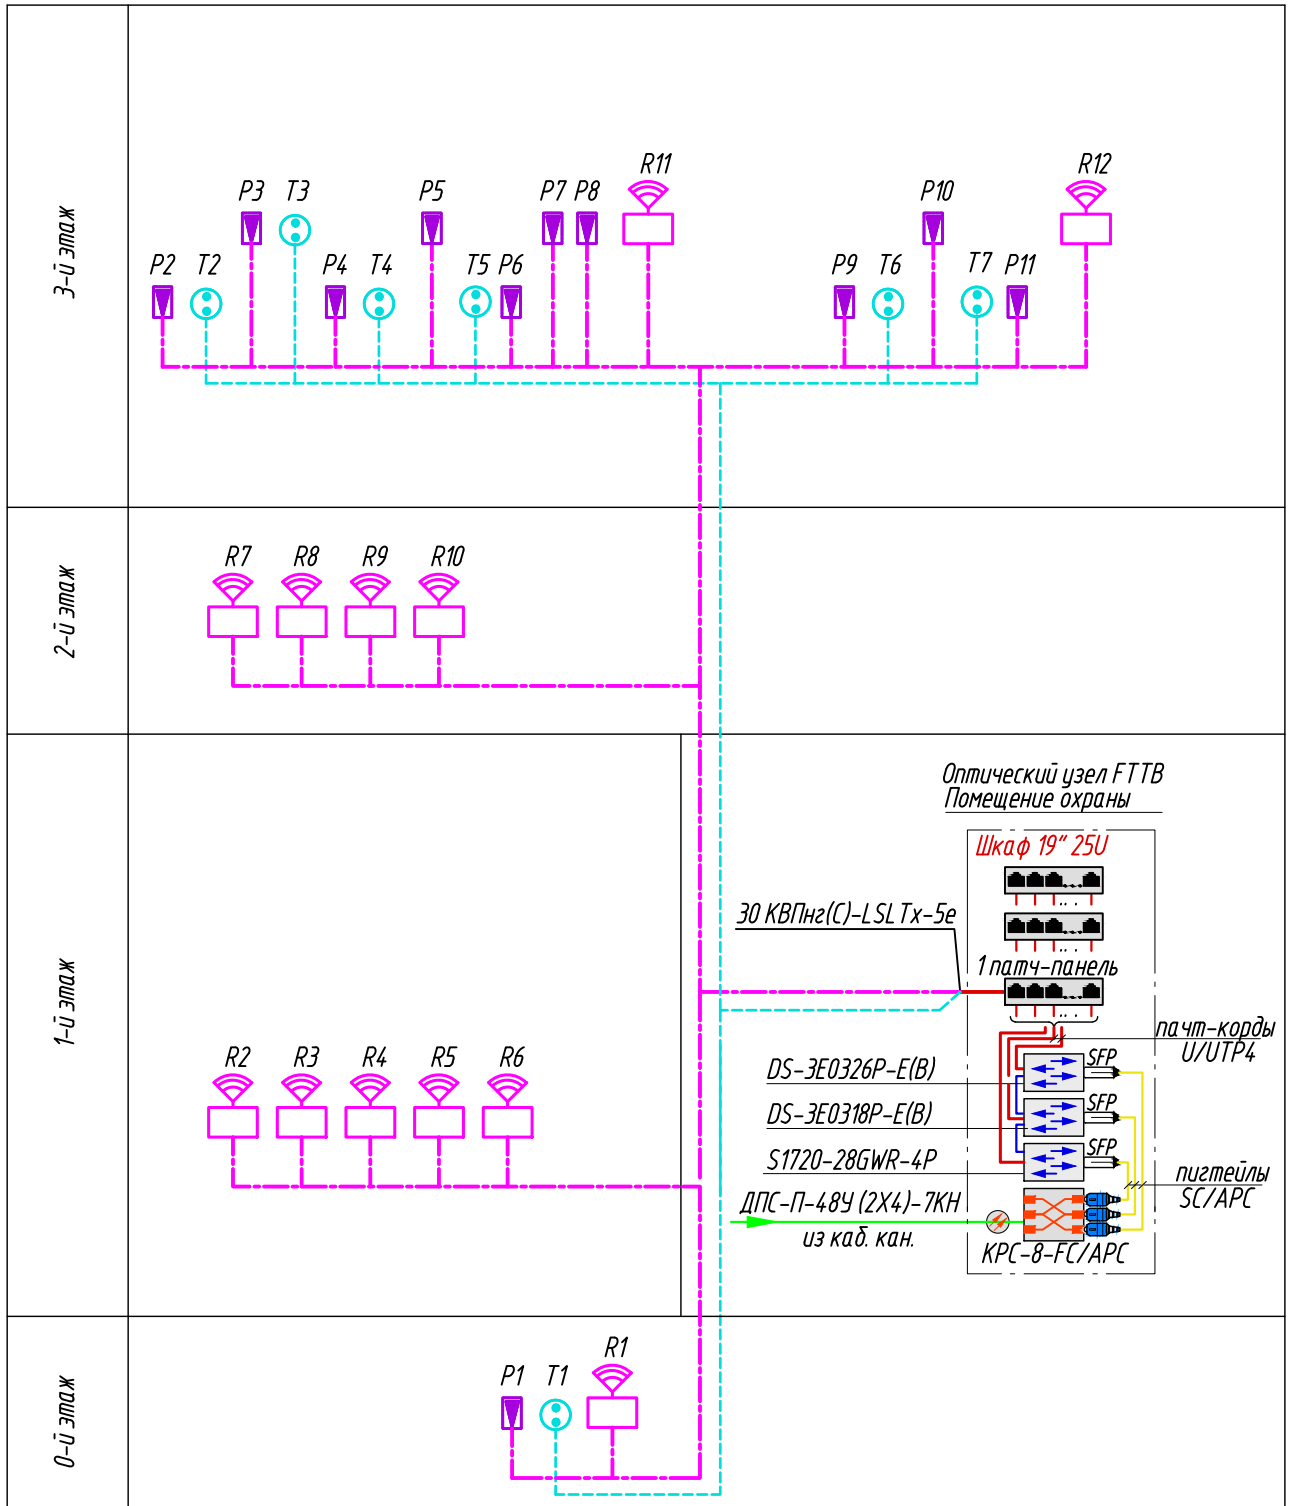 3-й этаж
R11
R12
P3
T3
P5
P7
P8
P10
P2
T2
P4
T4
T5
P6
P9
T6
T7
P11
2-й этаж
R7
R8
R9
R10
1-й этаж
Оптический узел FTTB
Помещение охраны
Шкаф 19" 25U
30 КВПнг(С)-LSLTx-5е
1 патч-панель
пачт-корды
U/UTP4
R2
R3
R4
R5
R6
DS-3E0326P-E(B)
SFP
DS-3E0318P-E(B)
SFP
S1720-28GWR-4P
SFP
пигтейлы
SC/APC
ДПС-П-48У (2Х4)-7КН
из каб. кан.
КРС-8-FC/APC
0-й этаж
P1
T1
R1